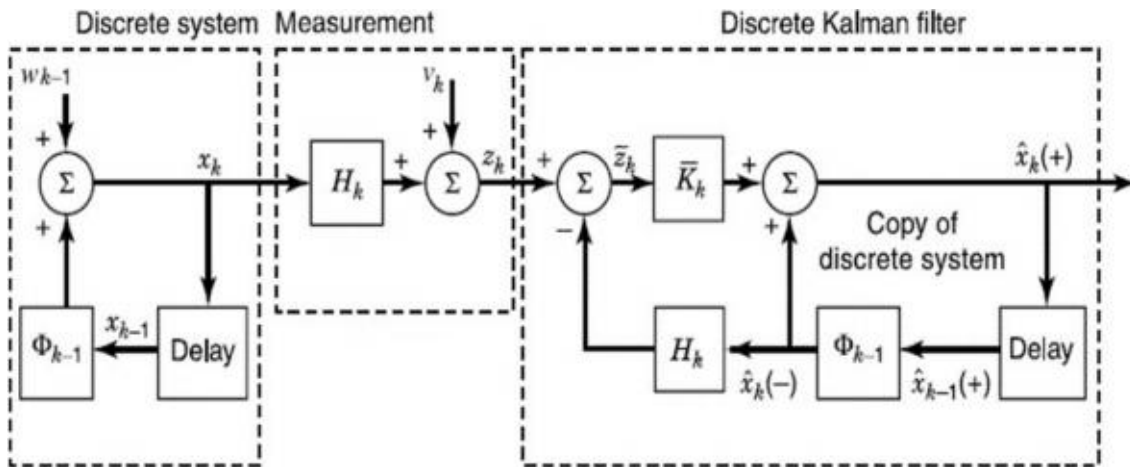 Discrete system Measurement Discrete Kalman filter
wk−1 vk
+ +
Σ xk Hk + Σ zk + Σ z̃k K̅k + Σ x̂k(+)
+ − + Copy of
discrete system
Φk−1 xk−1 Delay Hk x̂k(−) Φk−1 x̂k−1(+) Delay